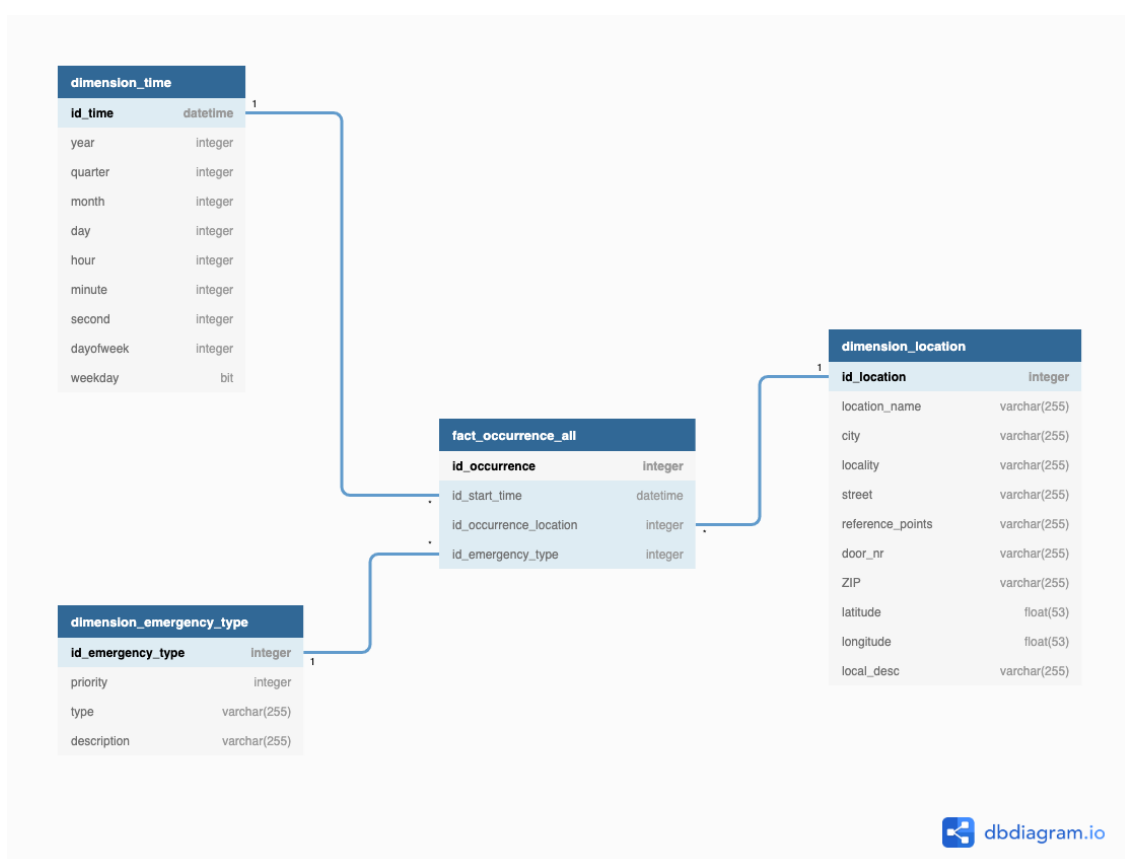 dimension_time
id_time datetime
1
year integer
quarter integer
month integer
day integer
hour integer
minute integer
second integer
dayofweek integer
weekday bit
dimension_location
1
id_location integer
location_name varchar(255)
city varchar(255)
locality varchar(255)
street varchar(255)
reference_points varchar(255)
door_nr varchar(255)
ZIP varchar(255)
latitude float(53)
longitude float(53)
local_desc varchar(255)
fact_occurrence_all
id_occurrence integer
id_start_time datetime
*
id_occurrence_location integer
*
*
id_emergency_type integer
dimension_emergency_type
id_emergency_type integer
1
priority integer
type varchar(255)
description varchar(255)
dbdiagram.io